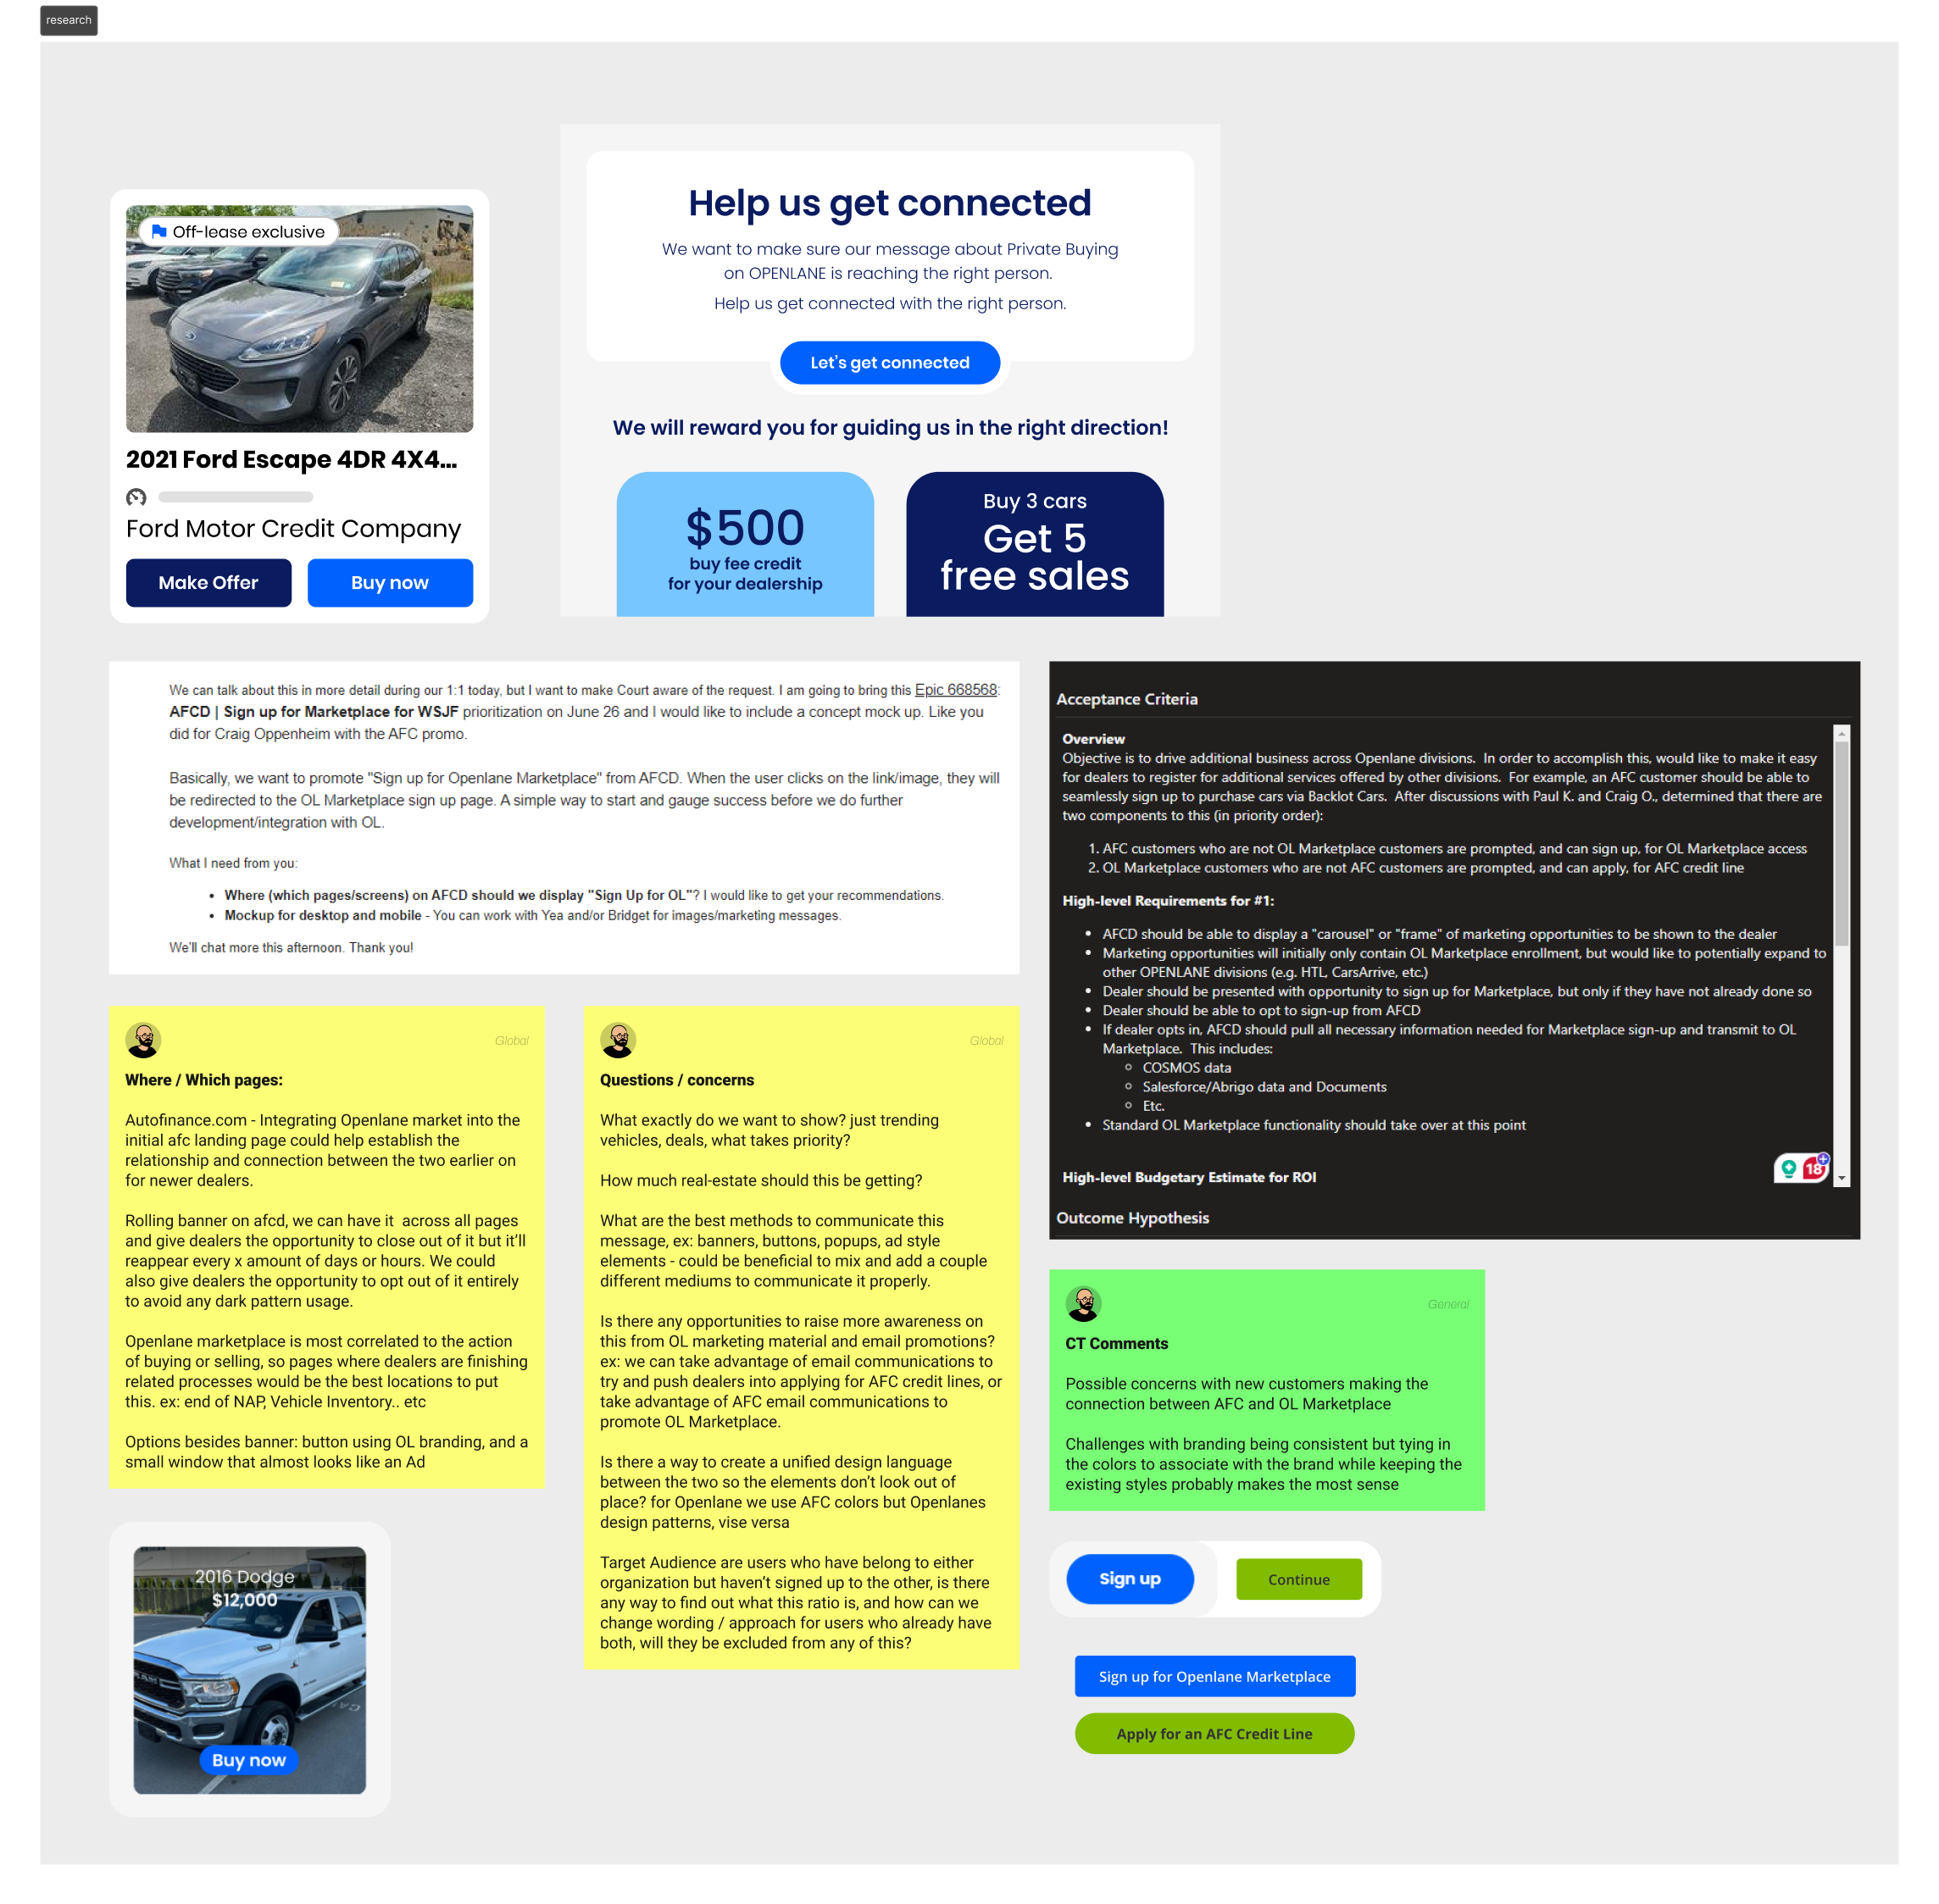 research
Off-lease exclusive
2021 Ford Escape 4DR 4X4...
Ford Motor Credit Company
Make Offer
Buy now
Help us get connected
We want to make sure our message about Private Buying
on OPENLANE is reaching the right person.
Help us get connected with the right person.
Let's get connected
We will reward you for guiding us in the right direction!
$500
buy fee credit
for your dealership
Buy 3 cars
Get 5
free sales
We can talk about this in more detail during our 1:1 today, but I want to make Court aware of the request. I am going to bring this Epic 668568:
AFCD | Sign up for Marketplace for WSJF prioritization on June 26 and I would like to include a concept mock up. Like you
did for Craig Oppenheim with the AFC promo.
Basically, we want to promote "Sign up for Openlane Marketplace" from AFCD. When the user clicks on the link/image, they will
be redirected to the OL Marketplace sign up page. A simple way to start and gauge success before we do further
development/integration with OL.
What I need from you:
• Where (which pages/screens) on AFCD should we display "Sign Up for OL"? I would like to get your recommendations.
• Mockup for desktop and mobile - You can work with Yea and/or Bridget for images/marketing messages.
We'll chat more this afternoon. Thank you!
Acceptance Criteria
Overview
Objective is to drive additional business across Openlane divisions. In order to accomplish this, would like to make it easy
for dealers to register for additional services offered by other divisions. For example, an AFC customer should be able to
seamlessly sign up to purchase cars via Backlot Cars. After discussions with Paul K. and Craig O., determined that there are
two components to this (in priority order):
1. AFC customers who are not OL Marketplace customers are prompted, and can sign up, for OL Marketplace access
2. OL Marketplace customers who are not AFC customers are prompted, and can apply, for AFC credit line
High-level Requirements for #1:
• AFCD should be able to display a "carousel" or "frame" of marketing opportunities to be shown to the dealer
• Marketing opportunities will initially only contain OL Marketplace enrollment, but would like to potentially expand to
other OPENLANE divisions (e.g. HTL, CarsArrive, etc.)
• Dealer should be presented with opportunity to sign up for Marketplace, but only if they have not already done so
• Dealer should be able to opt to sign-up from AFCD
• If dealer opts in, AFCD should pull all necessary information needed for Marketplace sign-up and transmit to OL
Marketplace. This includes:
○ COSMOS data
○ Salesforce/Abrigo data and Documents
○ Etc.
• Standard OL Marketplace functionality should take over at this point
High-level Budgetary Estimate for ROI
18
Outcome Hypothesis
Global
Where / Which pages:
Autofinance.com - Integrating Openlane market into the
initial afc landing page could help establish the
relationship and connection between the two earlier on
for newer dealers.
Rolling banner on afcd, we can have it across all pages
and give dealers the opportunity to close out of it but it'll
reappear every x amount of days or hours. We could
also give dealers the opportunity to opt out of it entirely
to avoid any dark pattern usage.
Openlane marketplace is most correlated to the action
of buying or selling, so pages where dealers are finishing
related processes would be the best locations to put
this. ex: end of NAP, Vehicle Inventory.. etc
Options besides banner: button using OL branding, and a
small window that almost looks like an Ad
Global
Questions / concerns
What exactly do we want to show? just trending
vehicles, deals, what takes priority?
How much real-estate should this be getting?
What are the best methods to communicate this
message, ex: banners, buttons, popups, ad style
elements - could be beneficial to mix and add a couple
different mediums to communicate it properly.
Is there any opportunities to raise more awareness on
this from OL marketing material and email promotions?
ex: we can take advantage of email communications to
try and push dealers into applying for AFC credit lines, or
take advantage of AFC email communications to
promote OL Marketplace.
Is there a way to create a unified design language
between the two so the elements don't look out of
place? for Openlane we use AFC colors but Openlanes
design patterns, vise versa
Target Audience are users who have belong to either
organization but haven't signed up to the other, is there
any way to find out what this ratio is, and how can we
change wording / approach for users who already have
both, will they be excluded from any of this?
General
CT Comments
Possible concerns with new customers making the
connection between AFC and OL Marketplace
Challenges with branding being consistent but tying in
the colors to associate with the brand while keeping the
existing styles probably makes the most sense
2016 Dodge
$12,000
Buy now
Sign up
Continue
Sign up for Openlane Marketplace
Apply for an AFC Credit Line